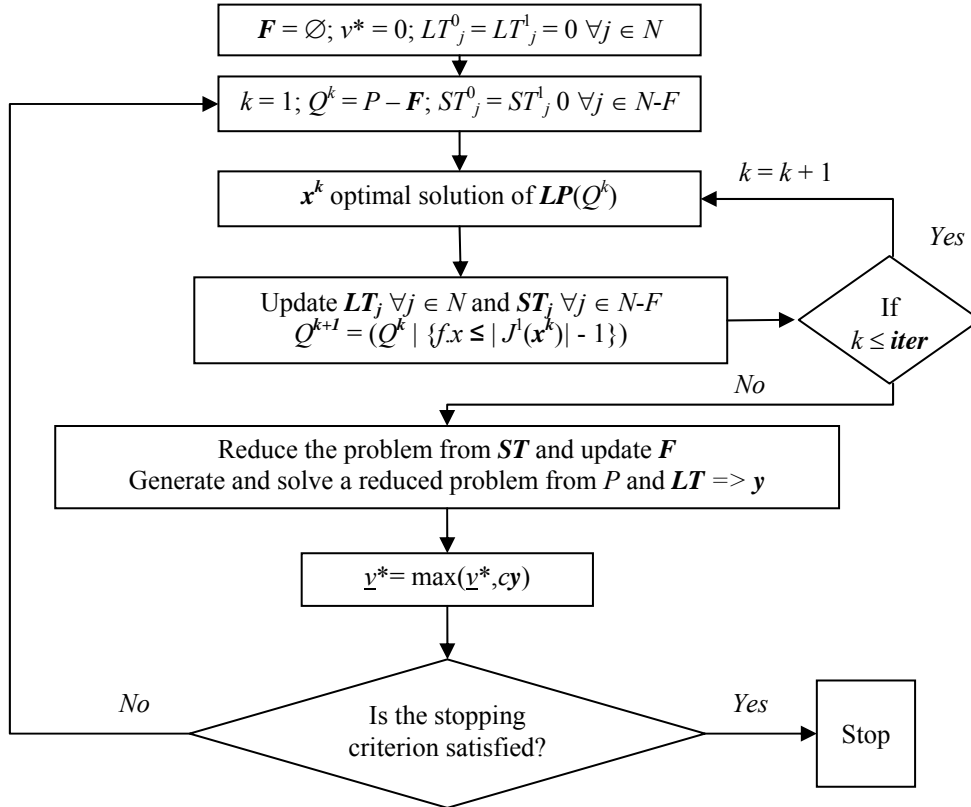 F = ∅; v* = 0; LT⁰ⱼ = LT¹ⱼ = 0 ∀j ∈ N
k = 1; Qᵏ = P – F; ST⁰ⱼ = ST¹ⱼ 0 ∀j ∈ N-F
k = k + 1
xᵏ optimal solution of LP(Qᵏ)
Yes
Update LTⱼ ∀j ∈ N and STⱼ ∀j ∈ N-F
Qᵏ⁺¹ = (Qᵏ | {f.x ≤ | J¹(xᵏ)| - 1})
If
k ≤ iter
No
Reduce the problem from ST and update F
Generate and solve a reduced problem from P and LT => y
v*= max(v*,cy)
No
Yes
Is the stopping
criterion satisfied?
Stop